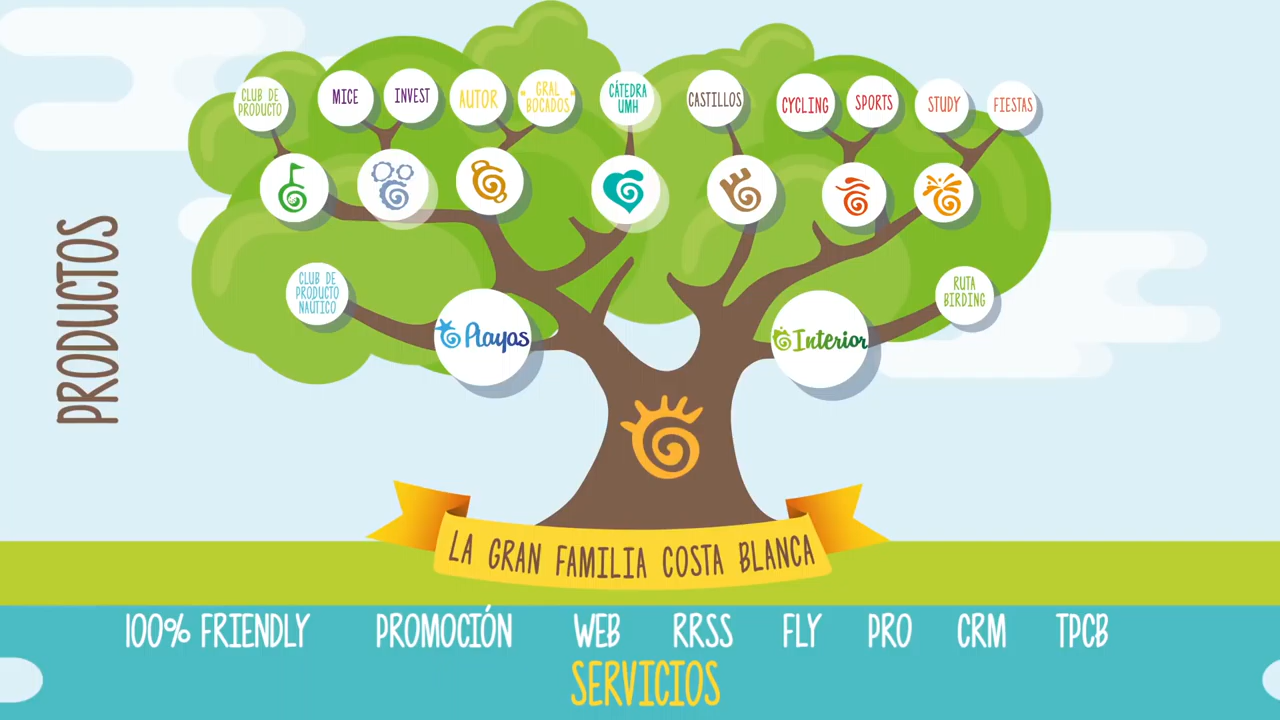 CLUB DE
PRODUCTO
MICE
INVEST
AUTOR
GRAL
BOCADOS
CÁTEDRA
UMH
CASTILLOS
CYCLING
SPORTS
STUDY
FIESTAS
CLUB DE
PRODUCTO
NAÚTICO
Playas
Interior
RUTA
BIRDING
PRODUCTOS
LA GRAN FAMILIA COSTA BLANCA
100% FRIENDLY PROMOCIÓN WEB RRSS FLY PRO CRM TPCB
SERVICIOS